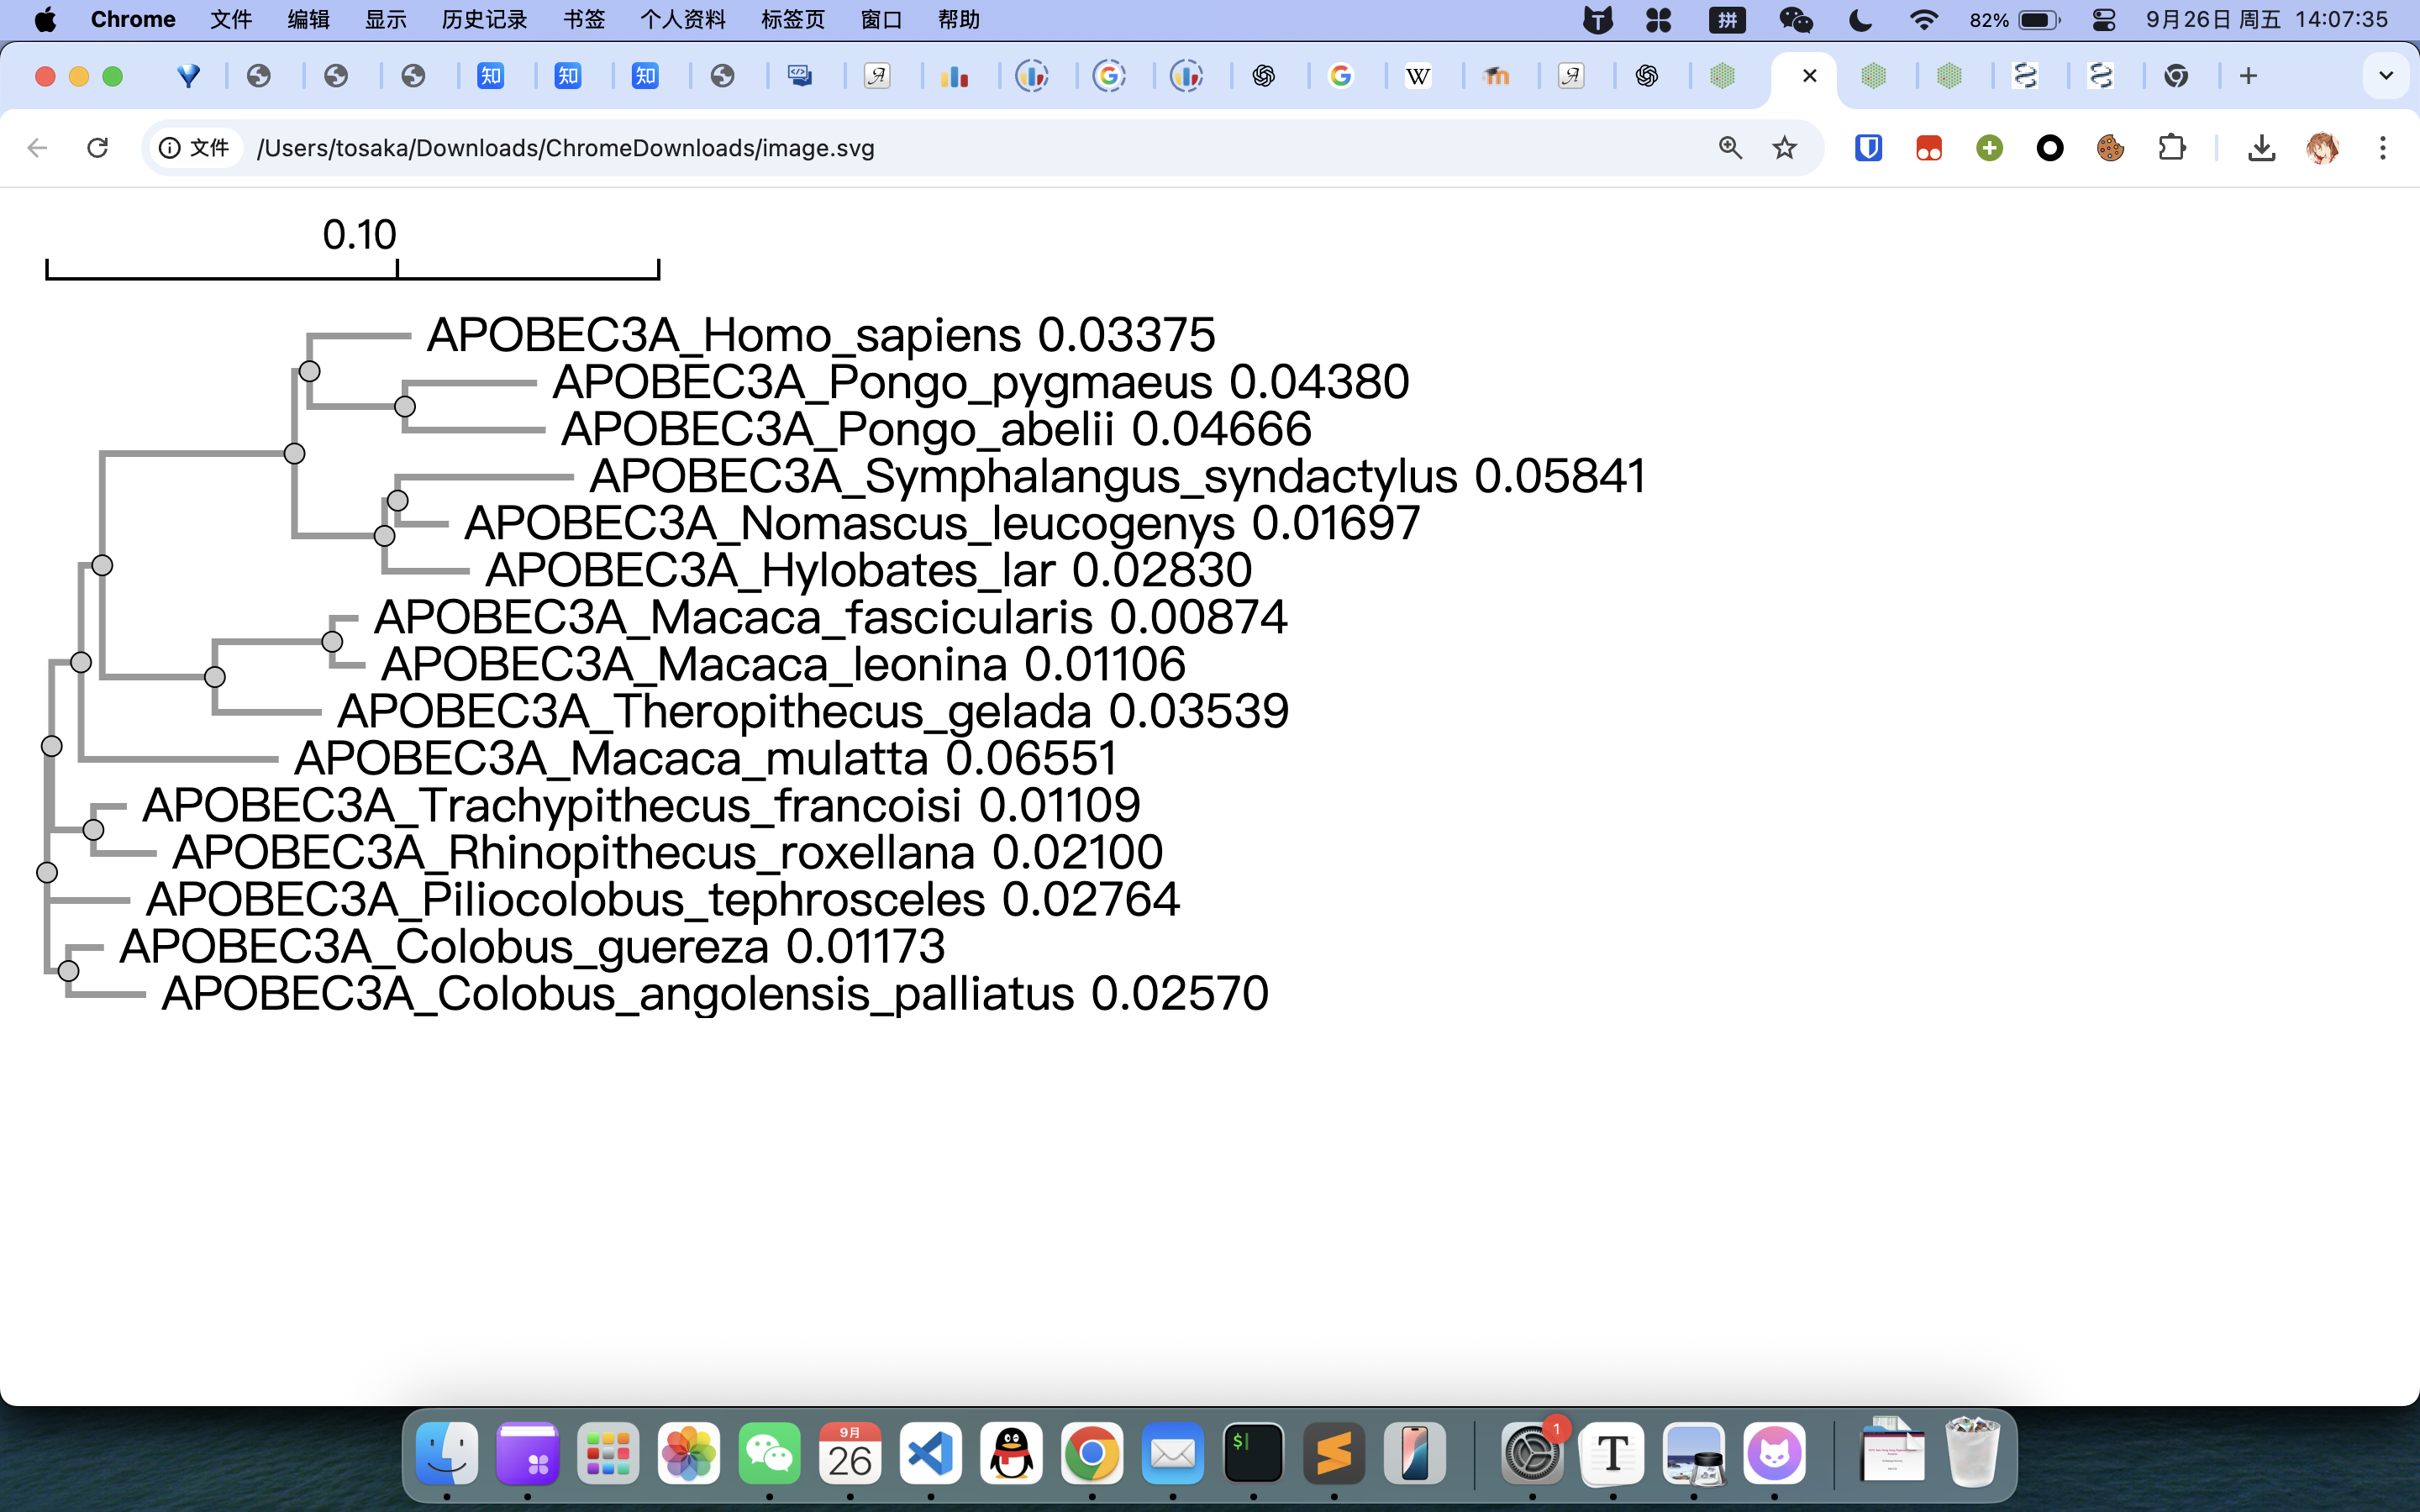 Chrome 文件 编辑 显示 历史记录 书签 个人资料 标签页 窗口 帮助 T 拼 82% 9月26日 周五 14:07:35
知 知 知 W
文件 /Users/tosaka/Downloads/ChromeDownloads/image.svg
0.10
APOBEC3A_Homo_sapiens 0.03375
APOBEC3A_Pongo_pygmaeus 0.04380
APOBEC3A_Pongo_abelii 0.04666
APOBEC3A_Symphalangus_syndactylus 0.05841
APOBEC3A_Nomascus_leucogenys 0.01697
APOBEC3A_Hylobates_lar 0.02830
APOBEC3A_Macaca_fascicularis 0.00874
APOBEC3A_Macaca_leonina 0.01106
APOBEC3A_Theropithecus_gelada 0.03539
APOBEC3A_Macaca_mulatta 0.06551
APOBEC3A_Trachypithecus_francoisi 0.01109
APOBEC3A_Rhinopithecus_roxellana 0.02100
APOBEC3A_Piliocolobus_tephrosceles 0.02764
APOBEC3A_Colobus_guereza 0.01173
APOBEC3A_Colobus_angolensis_palliatus 0.02570
9月
26
$
1
T